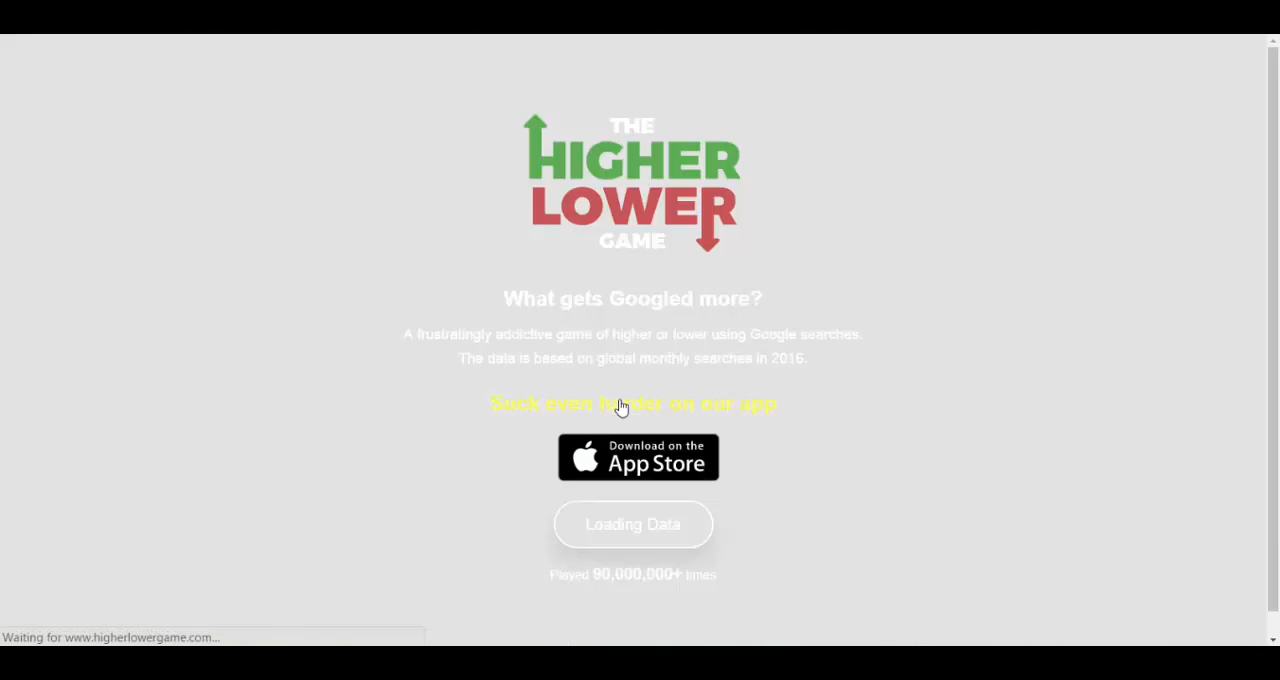 THE
HIGHER
LOWER
GAME
What gets Googled more?
A frustratingly addictive game of higher or lower using Google searches.
The data is based on global monthly searches in 2016.
Suck even harder on our app
Download on the
App Store
Loading Data
Played 90,000,000+ times
Waiting for www.higherlowergame.com...